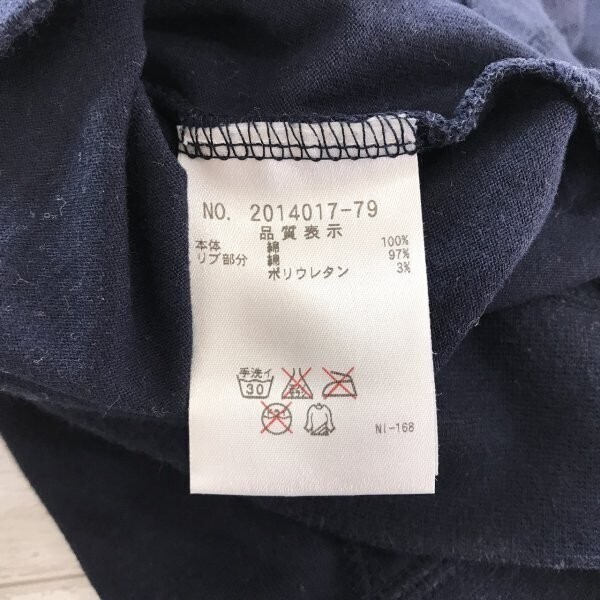 NO. 2014017-79
品質表示
本体 綿 100%
リブ部分 綿 97%
ポリウレタン 3%
手洗イ
30
NI-168